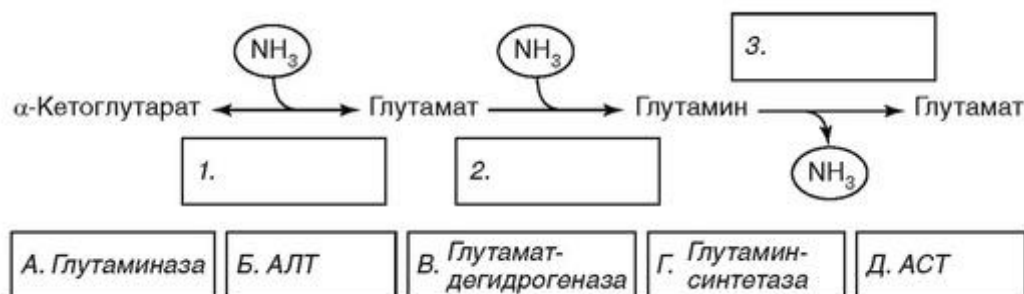 3.
NH₃
NH₃
α-Кетоглутарат
Глутамат
Глутамин
Глутамат
1.
2.
NH₃
А. Глутаминаза
Б. АЛТ
В. Глутамат-
дегидрогеназа
Г. Глутамин-
синтетаза
Д. АСТ